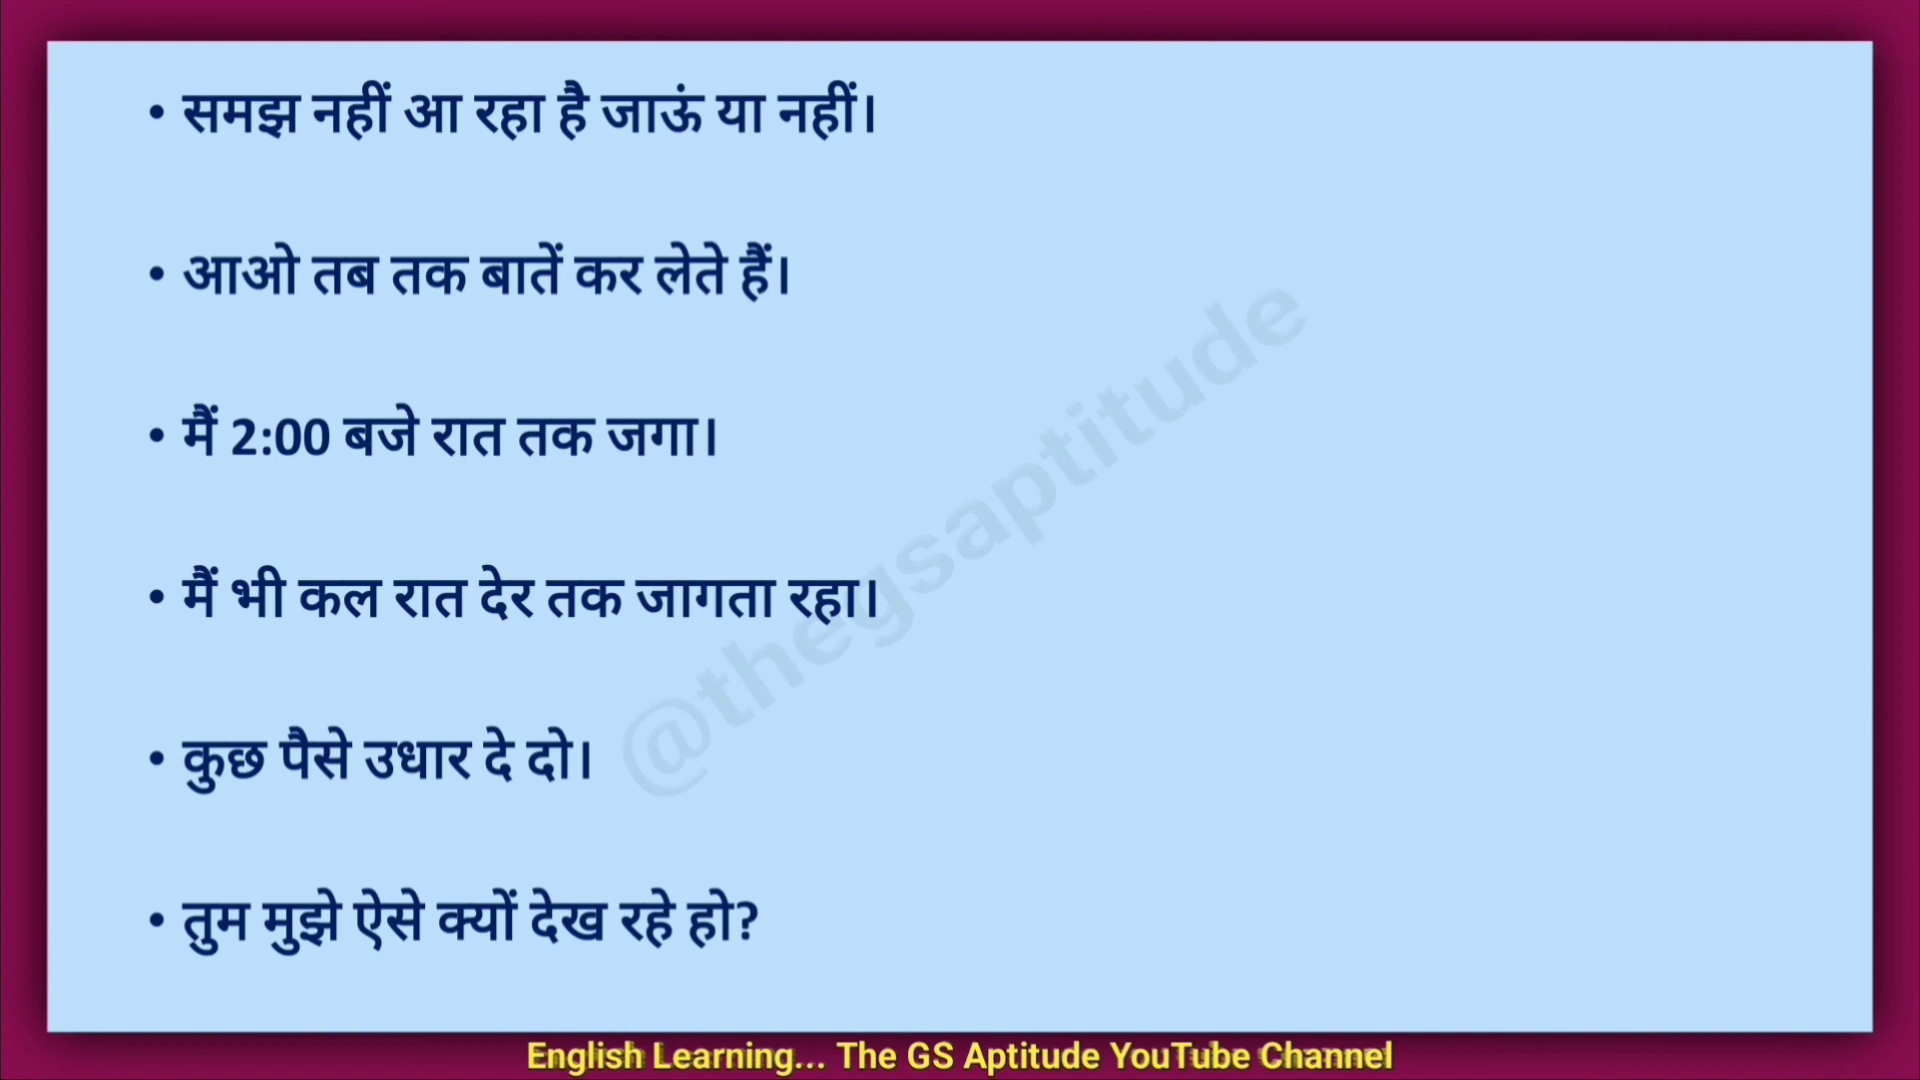 • समझ नहीं आ रहा है जाऊं या नहीं।
• आओ तब तक बातें कर लेते हैं।
• मैं 2:00 बजे रात तक जगा।
• मैं भी कल रात देर तक जागता रहा।
• कुछ पैसे उधार दे दो।
• तुम मुझे ऐसे क्यों देख रहे हो?
@thegsaptitude
English Learning... The GS Aptitude YouTube Channel